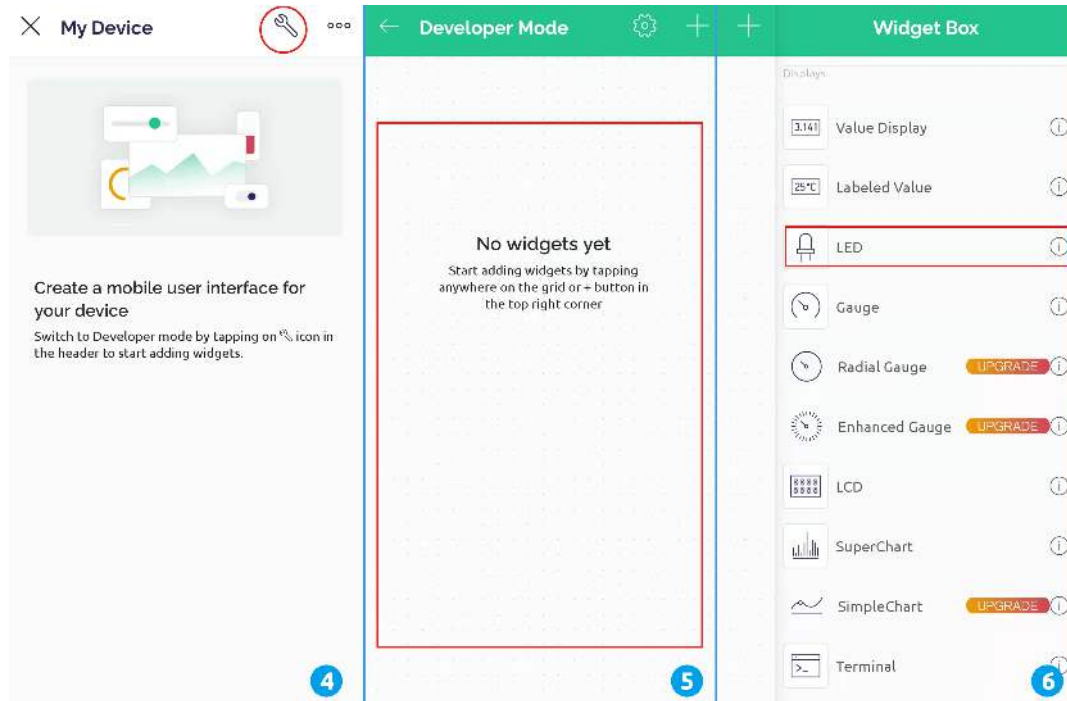 My Device
Create a mobile user interface for
your device
Switch to Developer mode by tapping on icon in
the header to start adding widgets.
4
Developer Mode
No widgets yet
Start adding widgets by tapping
anywhere on the grid or + button in
the top right corner
5
Widget Box
Displays
3.141 Value Display
25°C Labeled Value
LED
Gauge
Radial Gauge UPGRADE
Enhanced Gauge UPGRADE
LCD
SuperChart
SimpleChart UPGRADE
Terminal
6